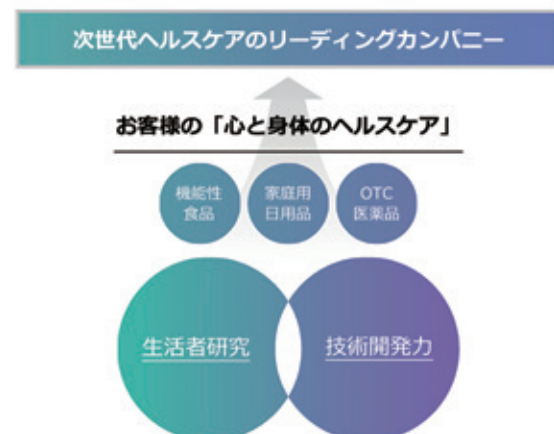 次世代ヘルスケアのリーディングカンパニー
お客様の「心と身体のヘルスケア」
機能性
食品
家庭用
日用品
OTC
医薬品
生活者研究
技術開発力